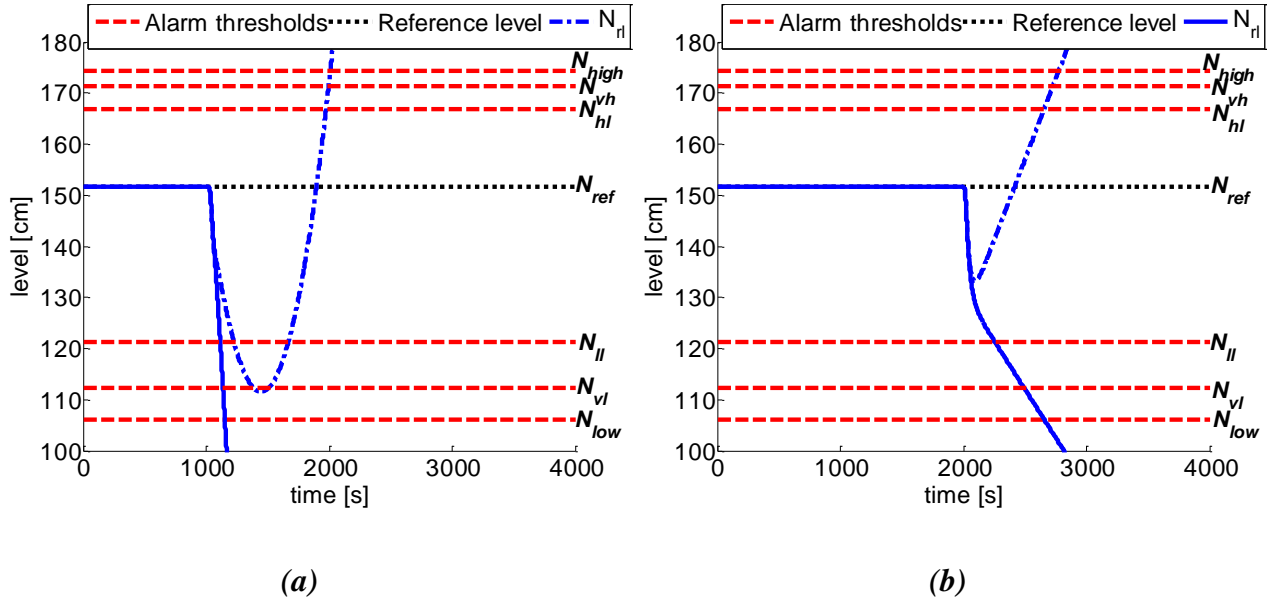 Alarm thresholds Reference level N_rl
180
170
160
150
140
130
120
110
100
level [cm]
N_high
N_vh
N_hl
N_ref
N_ll
N_vl
N_low
0 1000 2000 3000 4000
time [s]
(a)
Alarm thresholds Reference level N_rl
180
170
160
150
140
130
120
110
100
level [cm]
N_high
N_vh
N_hl
N_ref
N_ll
N_vl
N_low
0 1000 2000 3000 4000
time [s]
(b)